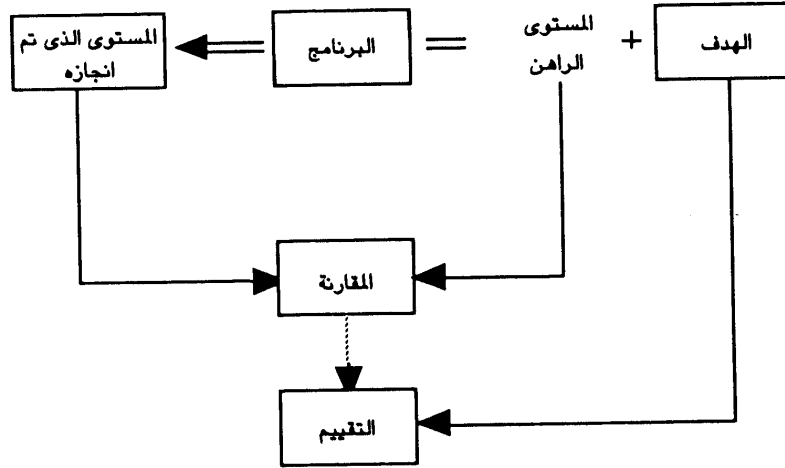 الهدف
+
المستوى
الراهن
=
البرنامج
المستوى الذى تم
انجازه
المقارنة
التقييم